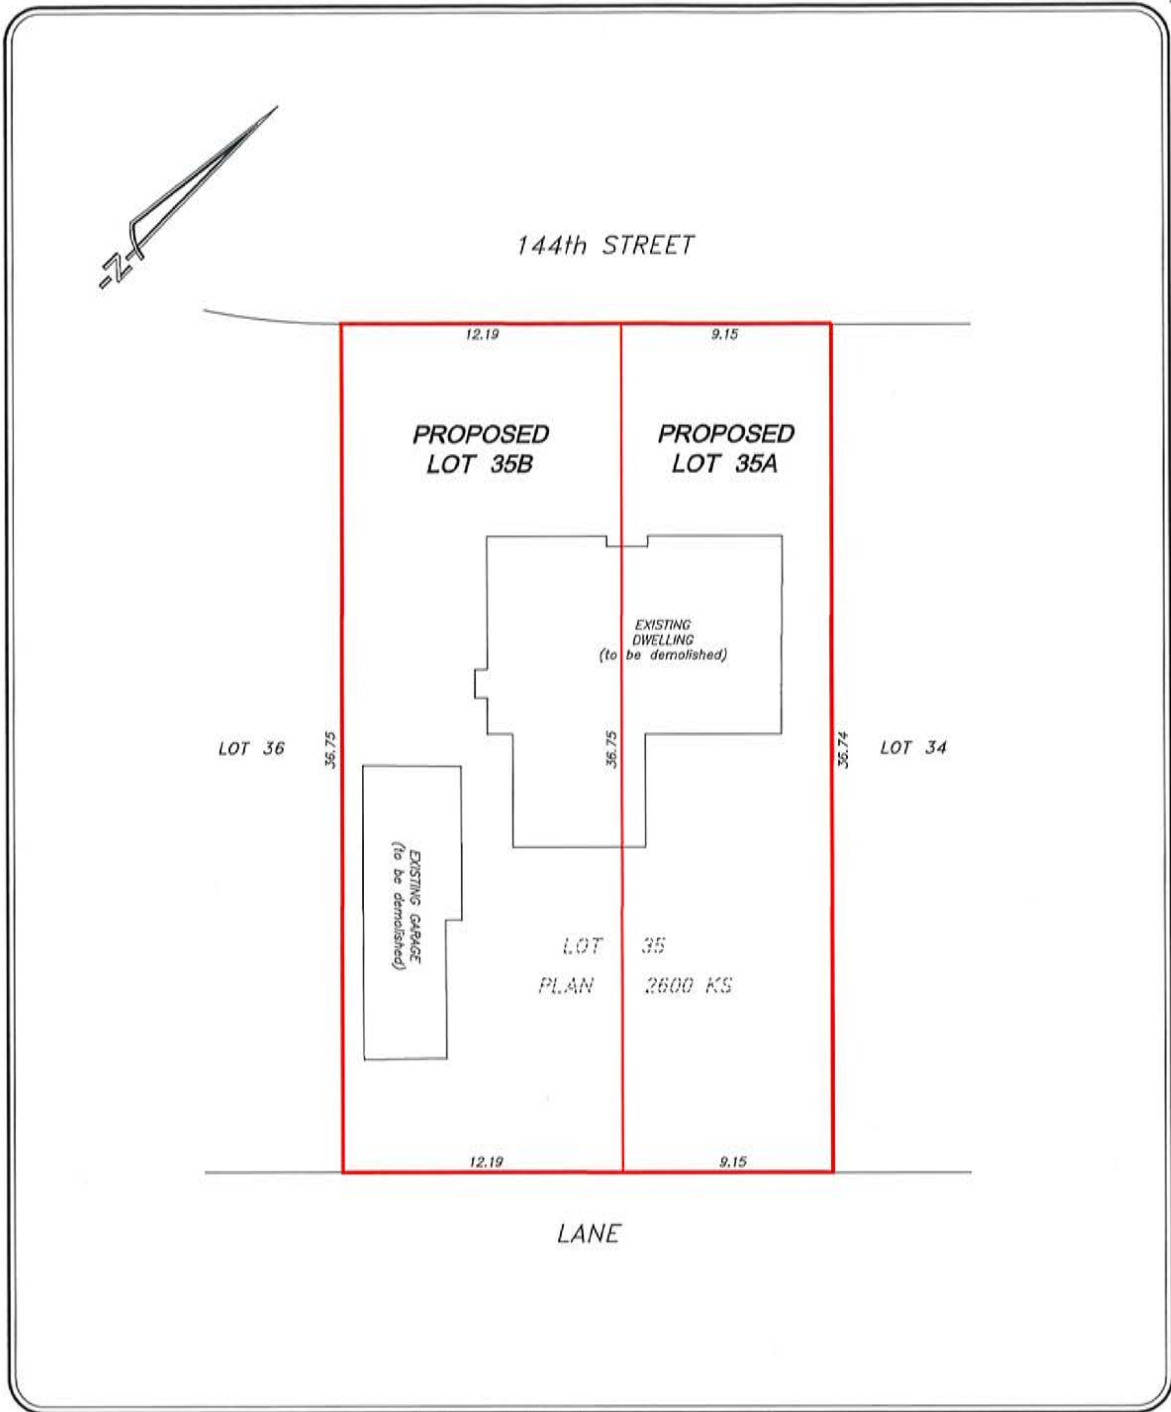 -N-
144th STREET
12.19
9.15
PROPOSED
LOT 35B
PROPOSED
LOT 35A
EXISTING
DWELLING
(to be demolished)
LOT 36
36.75
36.75
36.74
LOT 34
EXISTING GARAGE
(to be demolished)
LOT 35
PLAN 2600 KS
12.19
9.15
LANE